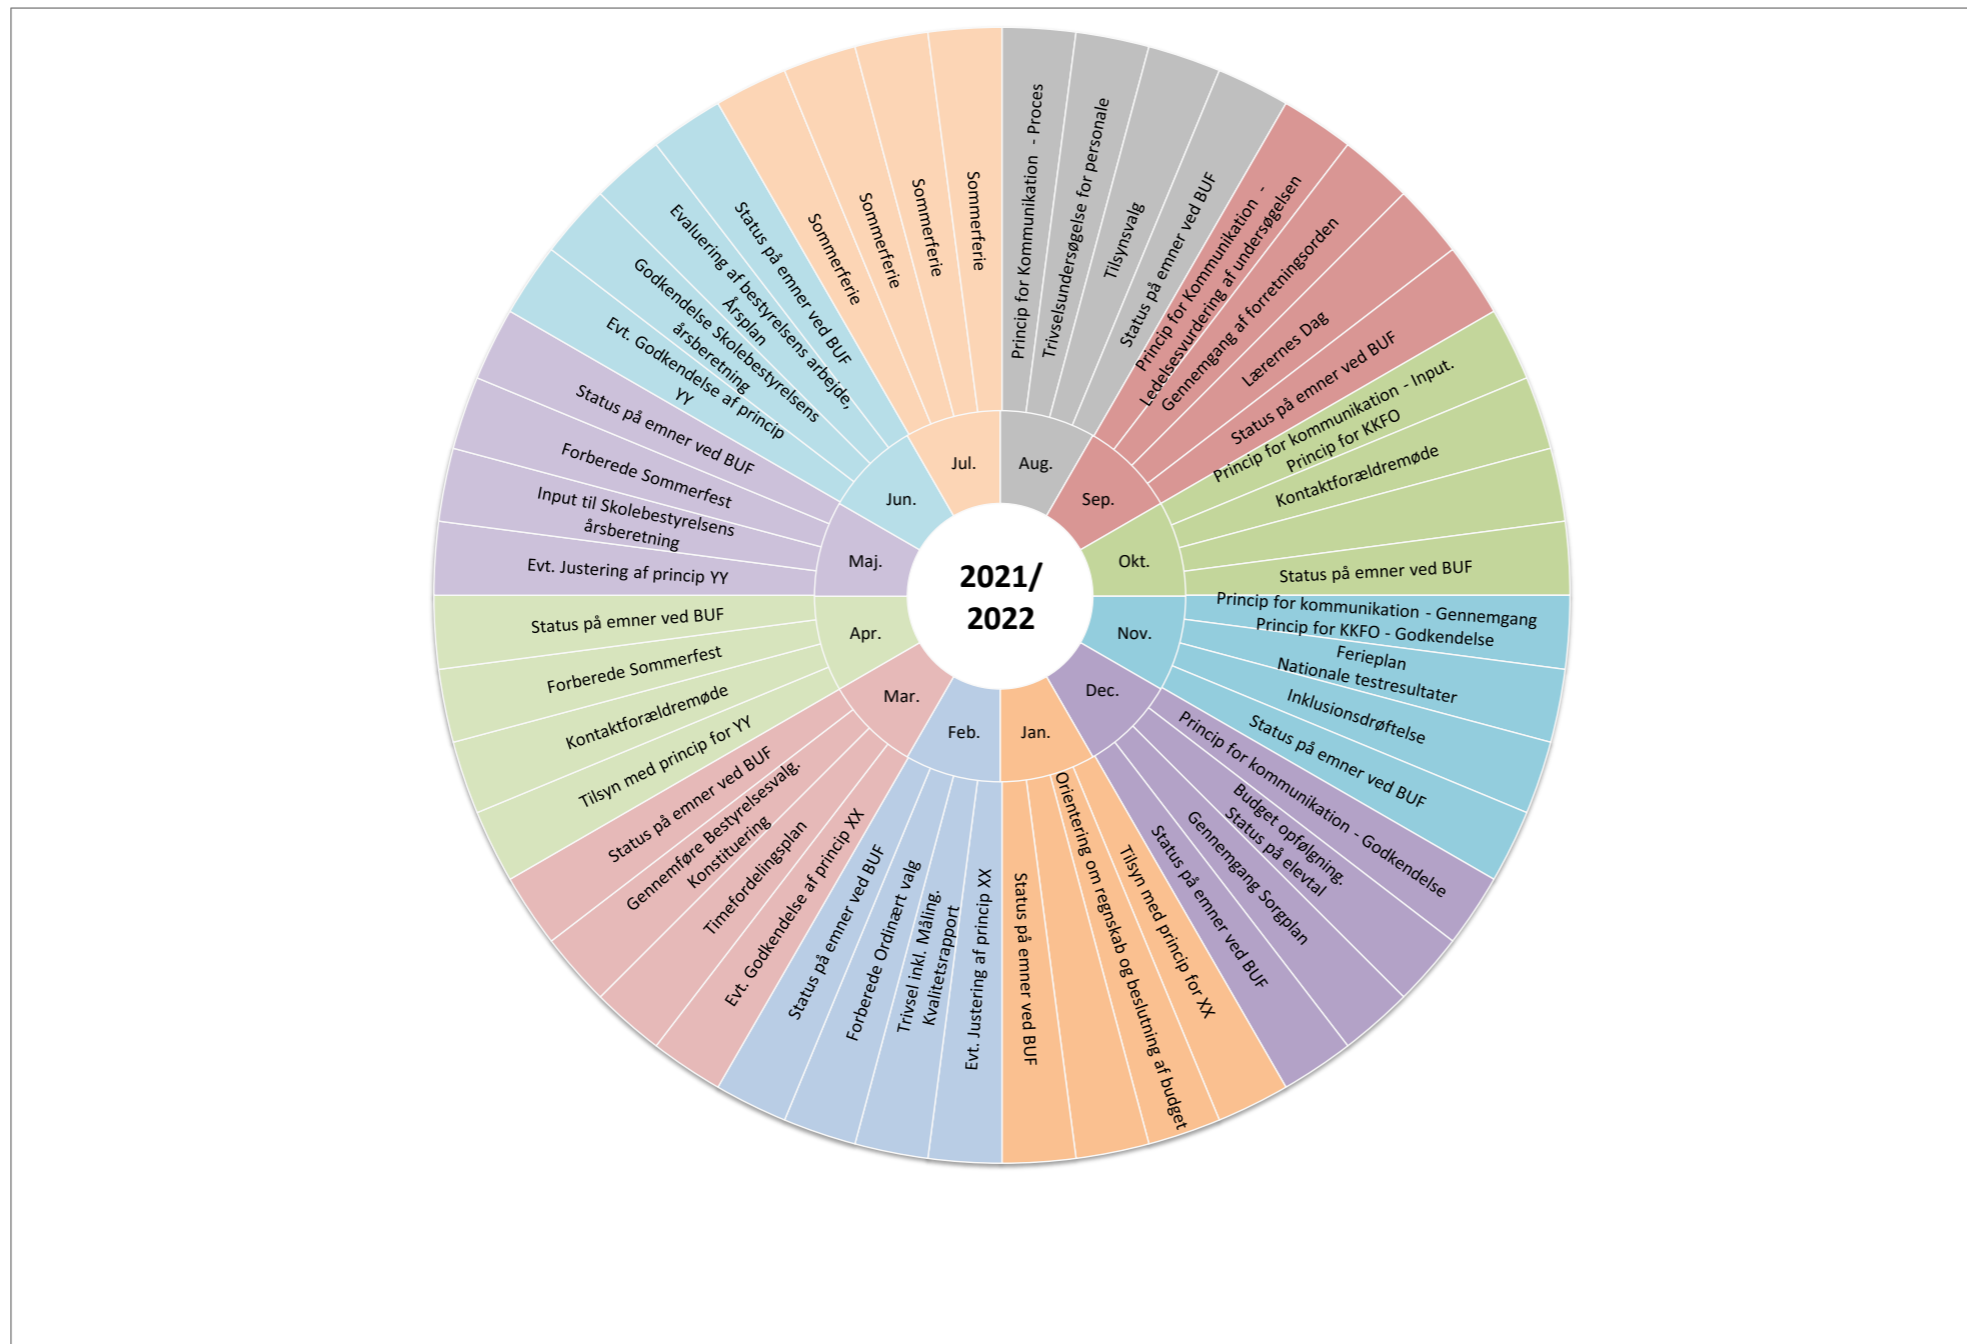 2021/
2022
Aug.
Princip for Kommunikation - Proces
Trivselsundersøgelse for personale
Tilsynsvalg
Status på emner ved BUF
Sep.
Princip for Kommunikation -
Ledelsesvurdering af undersøgelsen
Gennemgang af forretningsorden
Lærernes Dag
Status på emner ved BUF
Okt.
Princip for kommunikation - Input.
Princip for KKFO
Kontaktforældremøde
Status på emner ved BUF
Nov.
Princip for kommunikation - Gennemgang
Princip for KKFO - Godkendelse
Ferieplan
Nationale testresultater
Inklusionsdrøftelse
Status på emner ved BUF
Dec.
Princip for kommunikation - Godkendelse
Budget opfølgning.
Status på elevtal
Gennemgang Sorgplan
Status på emner ved BUF
Jan.
Tilsyn med princip for XX
Orientering om regnskab og beslutning af budget
Status på emner ved BUF
Feb.
Evt. Justering af princip XX
Trivsel inkl. Måling.
Kvalitetsrapport
Forberede Ordinært valg
Status på emner ved BUF
Mar.
Evt. Godkendelse af princip XX
Timefordelingsplan
Gennemføre Bestyrelsesvalg.
Konstituering
Status på emner ved BUF
Apr.
Tilsyn med princip for YY
Kontaktforældremøde
Forberede Sommerfest
Status på emner ved BUF
Maj.
Evt. Justering af princip YY
Input til Skolebestyrelsens
årsberetning
Forberede Sommerfest
Status på emner ved BUF
Jun.
Evt. Godkendelse af princip
YY
Godkendelse Skolebestyrelsens
årsberetning
Evaluering af bestyrelsens arbejde,
Årsplan
Status på emner ved BUF
Jul.
Sommerferie
Sommerferie
Sommerferie
Sommerferie